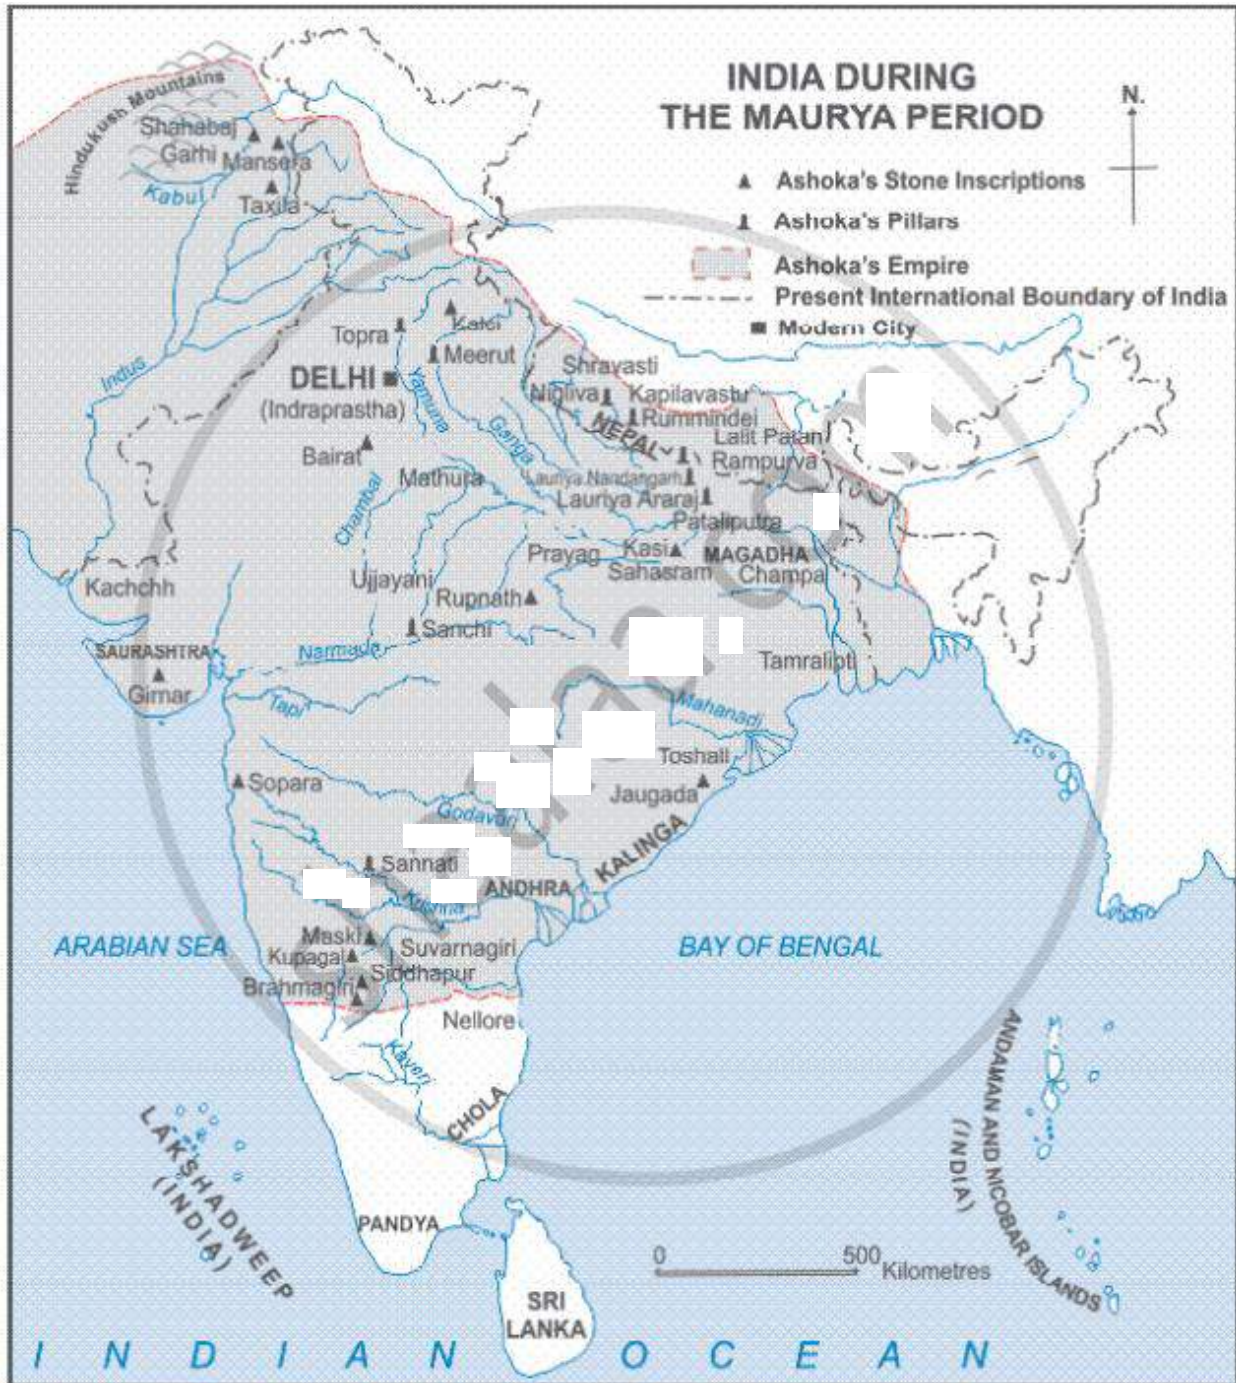 INDIA DURING
THE MAURYA PERIOD
N.
Ashoka's Stone Inscriptions
Ashoka's Pillars
Ashoka's Empire
Present International Boundary of India
Modern City
Hindukush Mountains
Shahabaj
Garhi
Mansera
Kabul
Taxila
Topra
Kalsi
Meerut
Indus
DELHI
(Indraprastha)
Yamuna
Ganga
Shravasti
Nigliva
Kapilavastu
Rummindei
NEPAL
Lalit Patan
Rampurva
Bairat
Mathura
Lauriya Nandangarh
Lauriya Araraj
Chambal
Pataliputra
Prayag
Kasi
MAGADHA
Sahasram
Champa
Kachchh
Ujjayani
Rupnath
Sanchi
SAURASHTRA
Narmada
Girnar
Tamralipti
Tapi
Mahanadi
Toshali
Sopara
Jaugada
Godavari
KALINGA
Sannati
ANDHRA
Krishna
ARABIAN SEA
BAY OF BENGAL
Maski
Suvarnagiri
Kupagal
Siddhapur
Brahmagiri
Nellore
Kaveri
CHOLA
LAKSHADWEEP
(INDIA)
ANDAMAN AND NICOBAR ISLANDS
(INDIA)
PANDYA
0 500 Kilometres
SRI
LANKA
INDIAN OCEAN